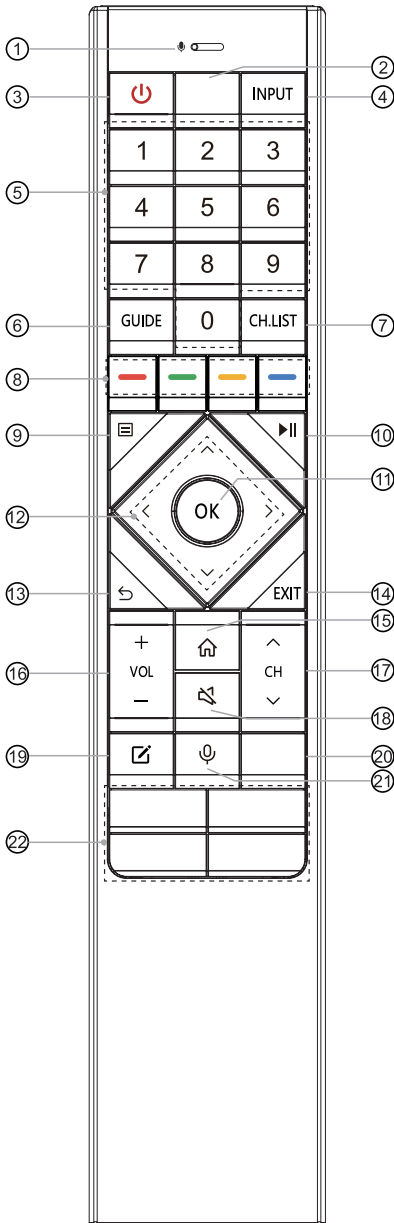 ①
②
③
INPUT
④
1 2 3
⑤
4 5 6
7 8 9
⑥
GUIDE
0
CH.LIST
⑦
⑧
⑨
⑩
⑪
OK
⑫
⑬
EXIT
⑭
⑮
+
⑯
VOL
CH
⑰
−
⑱
⑲
⑳
㉑
㉒